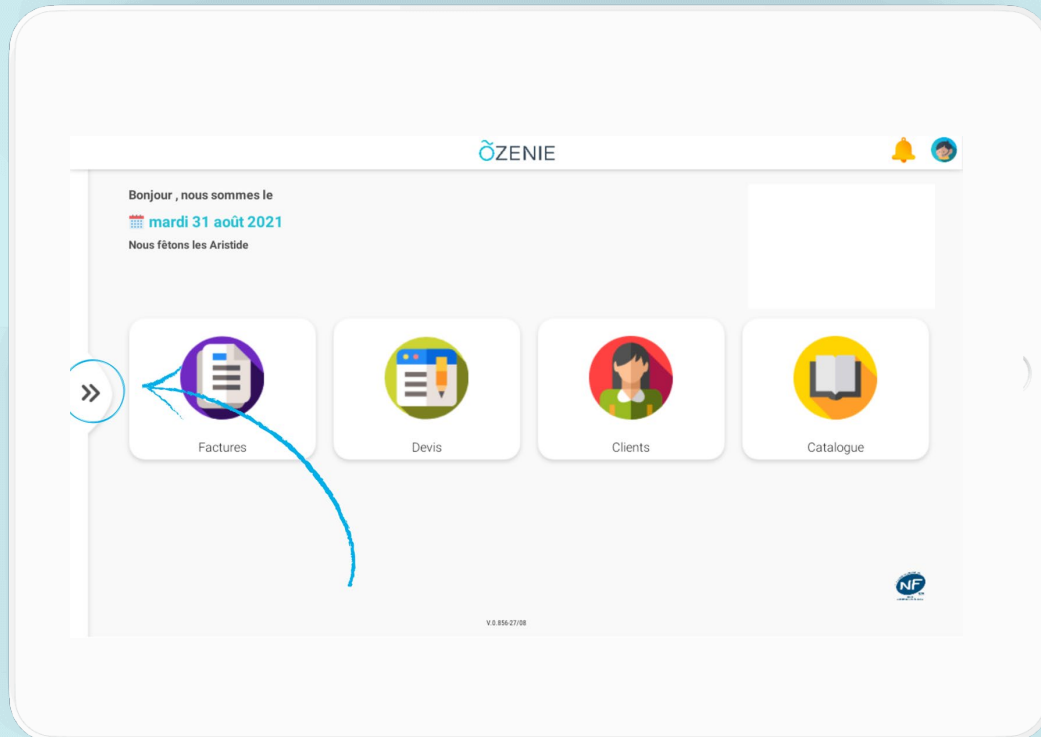 ÕZENIE
Bonjour , nous sommes le
mardi 31 août 2021
Nous fêtons les Aristide
Factures
Devis
Clients
Catalogue
NF
V:0.856-27/08